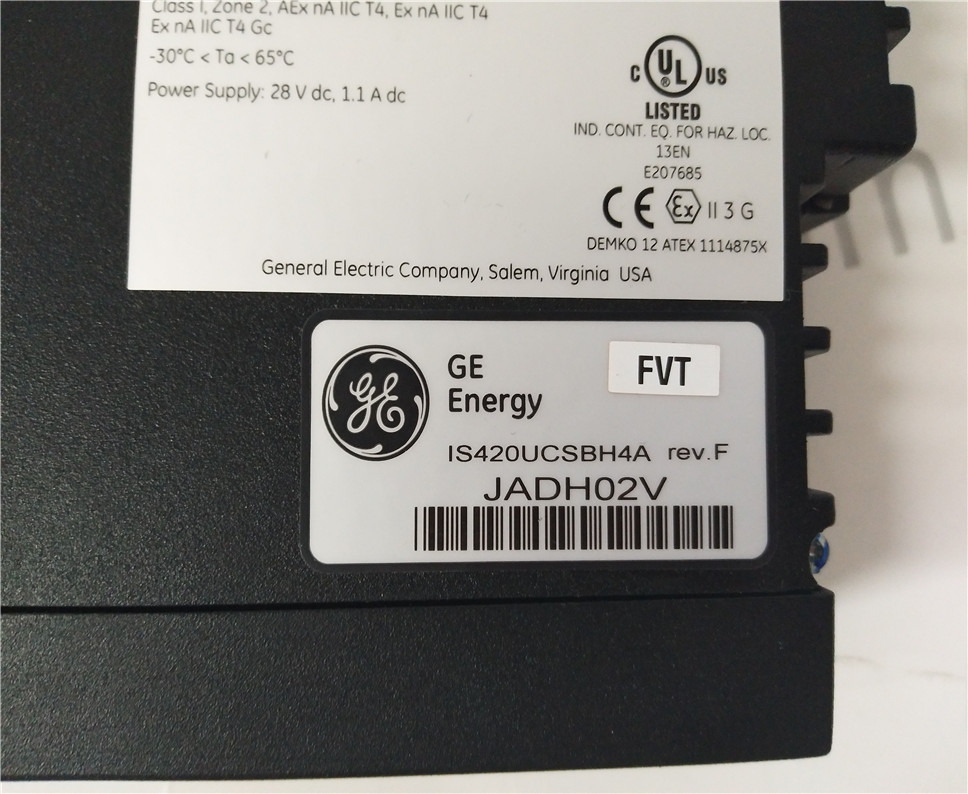 Class I, Zone 2, AEx nA IIC T4, Ex nA IIC T4
Ex nA IIC T4 Gc
-30°C < Ta < 65°C
Power Supply: 28 V dc, 1.1 A dc
C UL US
®
LISTED
IND. CONT. EQ. FOR HAZ. LOC.
13EN
E207685
CE Ex II 3 G
DEMKO 12 ATEX 1114875X
General Electric Company, Salem, Virginia USA
GE
GE
Energy
FVT
IS420UCSBH4A rev.F
JADH02V